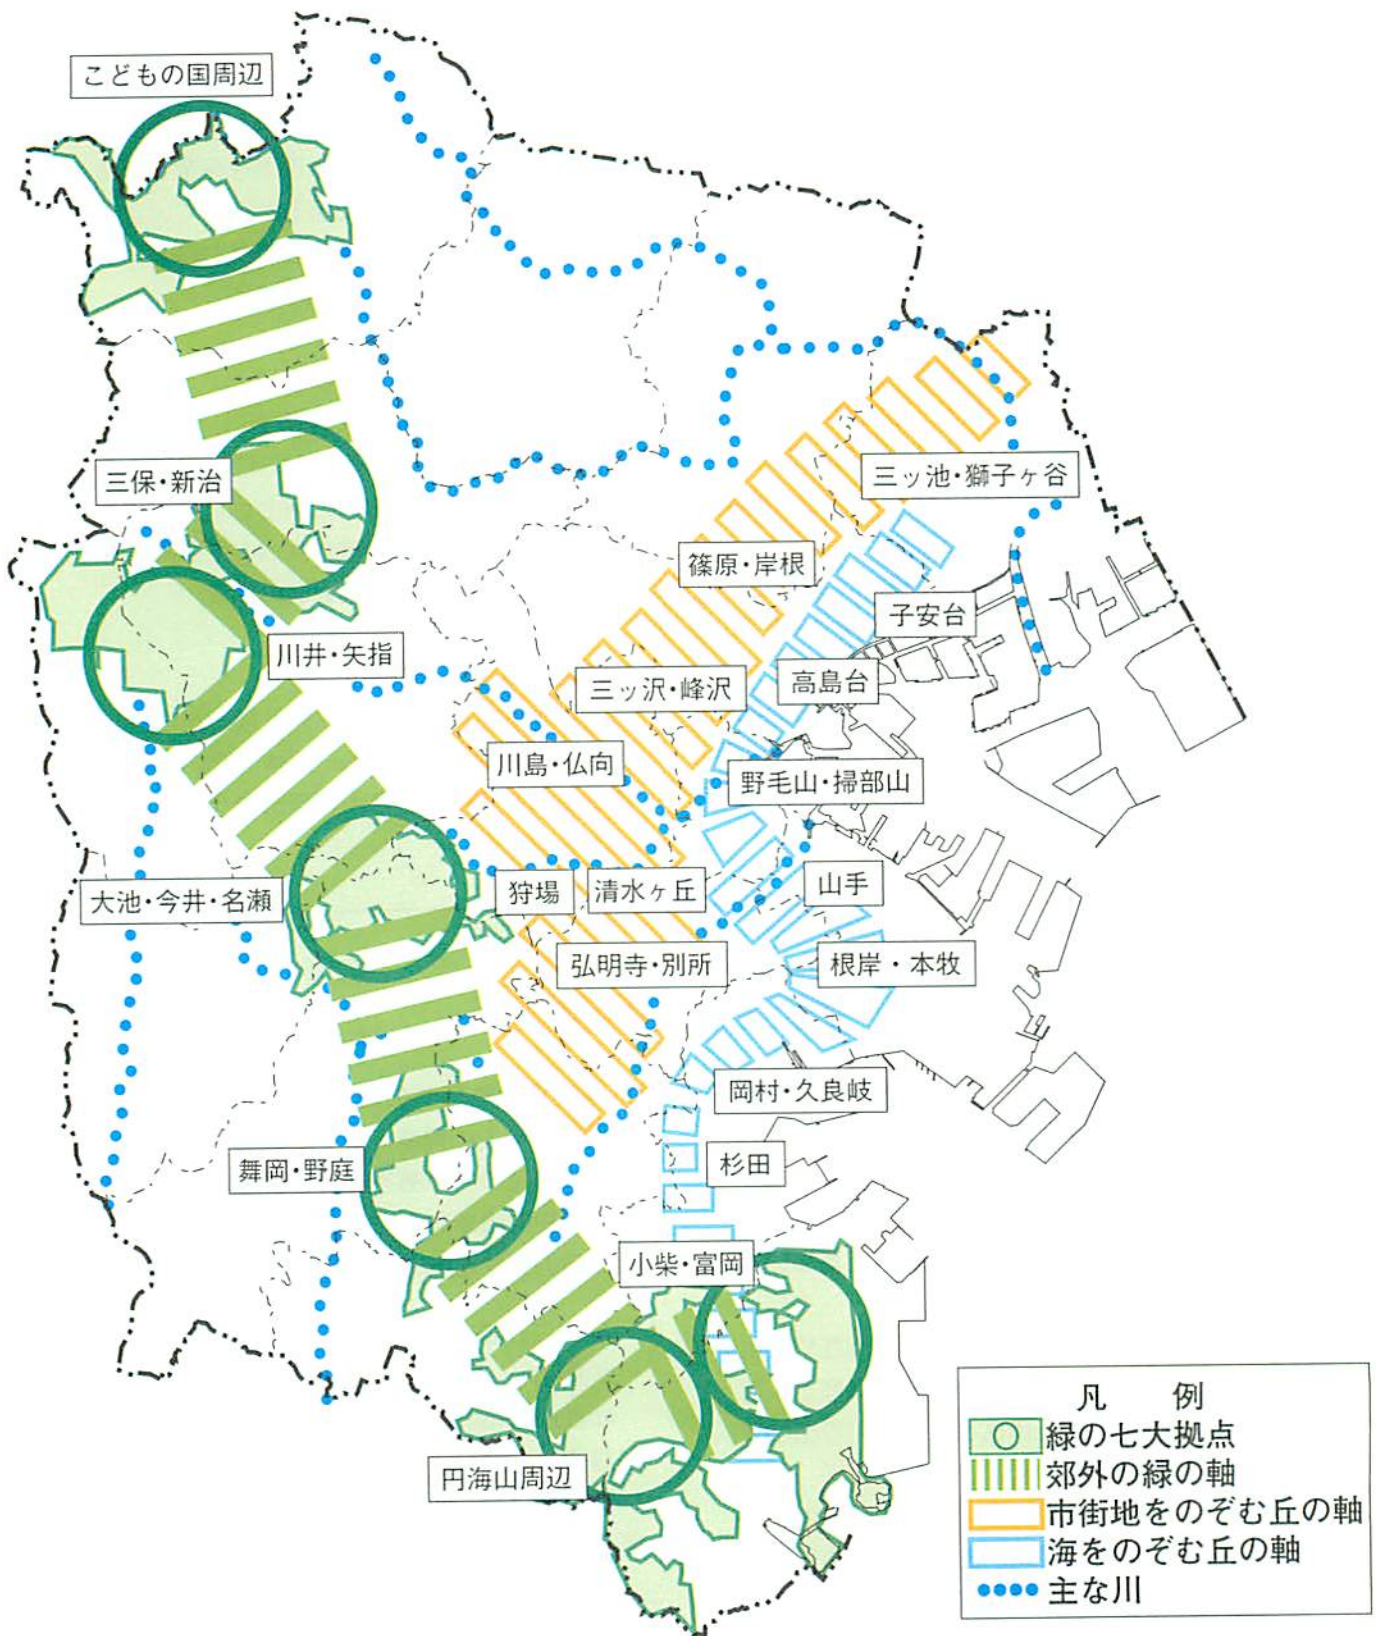 こどもの国周辺
三保・新治
三ッ池・獅子ヶ谷
篠原・岸根
子安台
川井・矢指
三ッ沢・峰沢
高島台
川島・仏向
野毛山・掃部山
大池・今井・名瀬
狩場
清水ヶ丘
山手
弘明寺・別所
根岸・本牧
岡村・久良岐
舞岡・野庭
杉田
小柴・富岡
円海山周辺
凡 例
緑の七大拠点
郊外の緑の軸
市街地をのぞむ丘の軸
海をのぞむ丘の軸
主な川